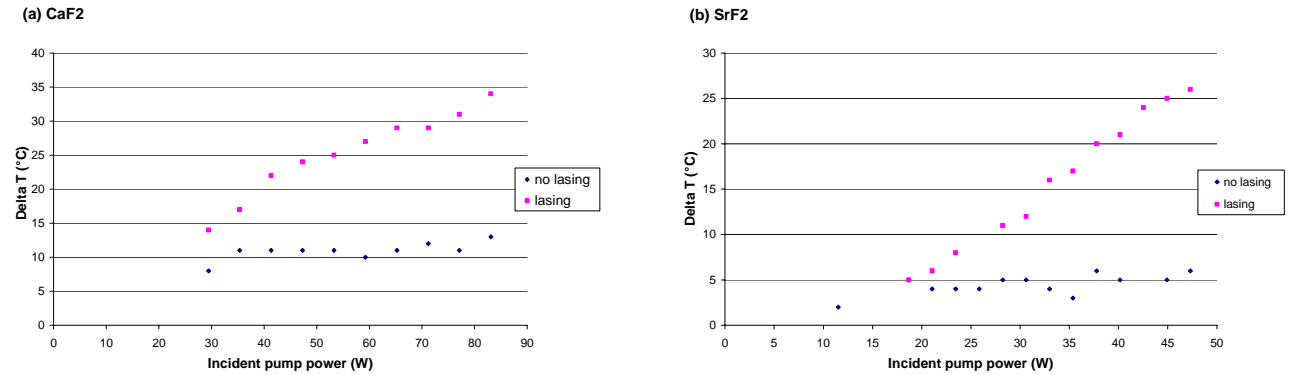 (a) CaF2
40
35
30
25
20
15
10
5
0
Delta T (°C)
0 10 20 30 40 50 60 70 80 90
Incident pump power (W)
no lasing
lasing
(b) SrF2
30
25
20
15
10
5
0
Delta T (°C)
0 5 10 15 20 25 30 35 40 45 50
Incident pump power (W)
no lasing
lasing